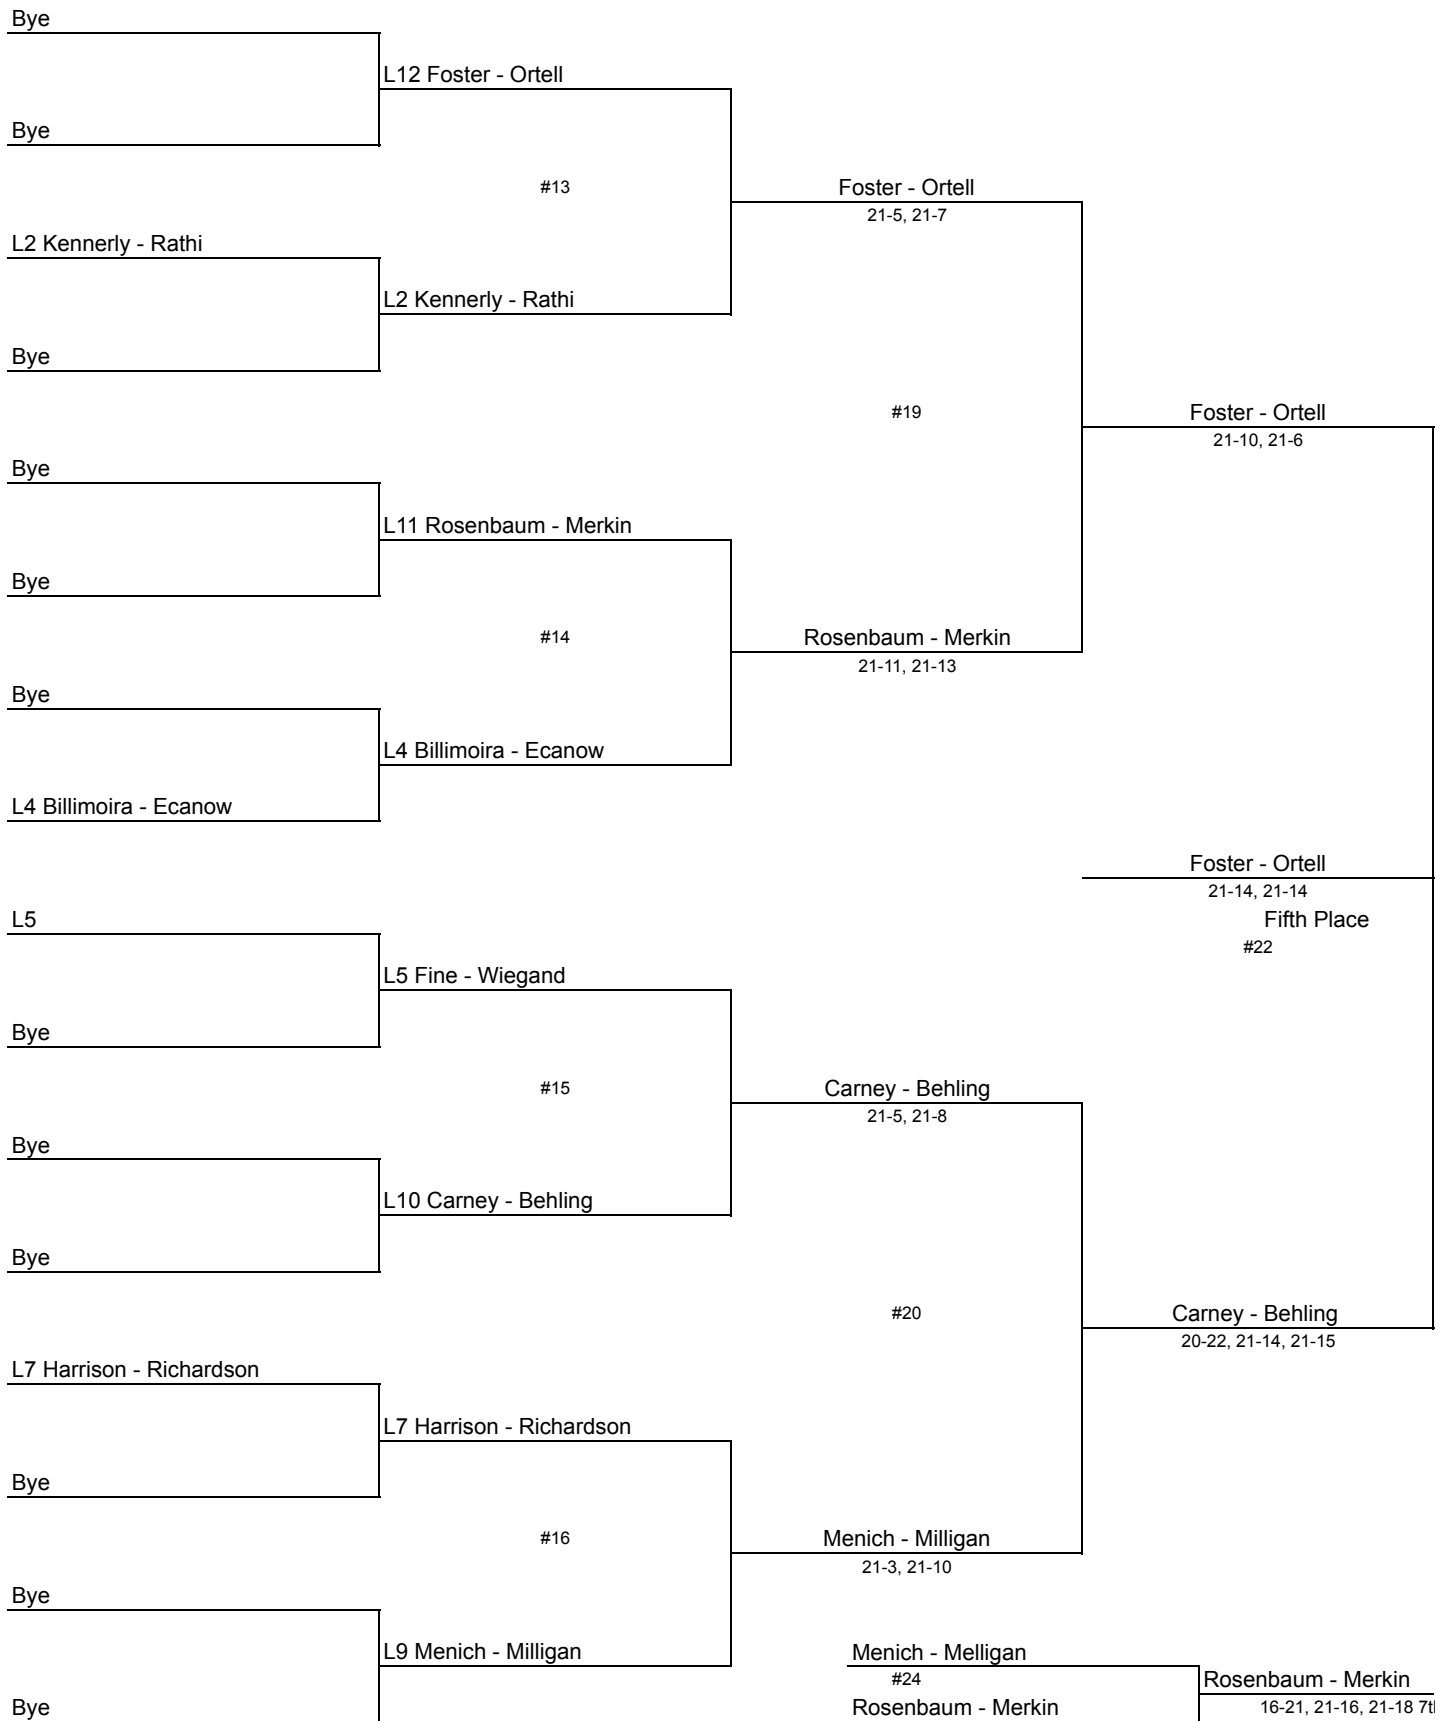 Bye
L12 Foster - Ortell
Bye
#13
Foster - Ortell
21-5, 21-7
L2 Kennerly - Rathi
L2 Kennerly - Rathi
Bye
#19
Foster - Ortell
21-10, 21-6
Bye
L11 Rosenbaum - Merkin
Bye
#14
Rosenbaum - Merkin
21-11, 21-13
Bye
L4 Billimoira - Ecanow
L4 Billimoira - Ecanow
Foster - Ortell
21-14, 21-14
L5
Fifth Place
#22
L5 Fine - Wiegand
Bye
#15
Carney - Behling
21-5, 21-8
Bye
L10 Carney - Behling
Bye
#20
Carney - Behling
20-22, 21-14, 21-15
L7 Harrison - Richardson
L7 Harrison - Richardson
Bye
#16
Menich - Milligan
21-3, 21-10
Bye
L9 Menich - Milligan
Menich - Melligan
#24
Rosenbaum - Merkin
Bye
Rosenbaum - Merkin
16-21, 21-16, 21-18 7t